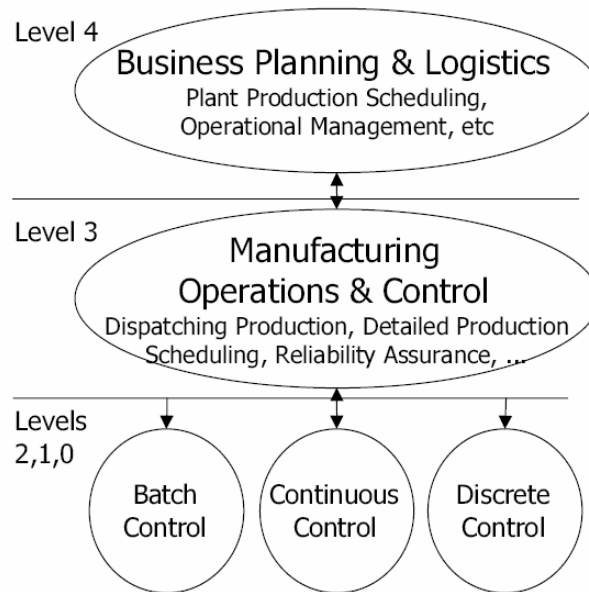 Level 4
Business Planning & Logistics
Plant Production Scheduling,
Operational Management, etc
Level 3
Manufacturing
Operations & Control
Dispatching Production, Detailed Production
Scheduling, Reliability Assurance, ...
Levels
2,1,0
Batch
Control
Continuous
Control
Discrete
Control